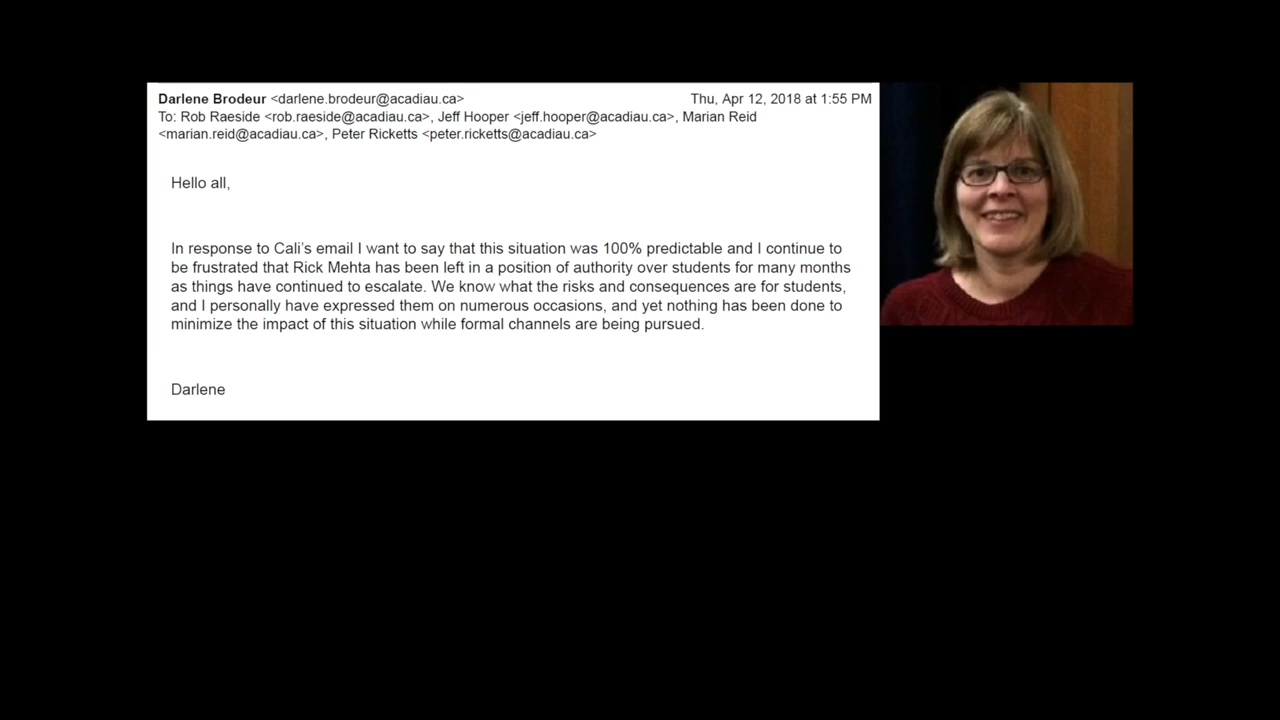 Darlene Brodeur <darlene.brodeur@acadiau.ca> Thu, Apr 12, 2018 at 1:55 PM
To: Rob Raeside <rob.raeside@acadiau.ca>, Jeff Hooper <jeff.hooper@acadiau.ca>, Marian Reid
<marian.reid@acadiau.ca>, Peter Ricketts <peter.ricketts@acadiau.ca>
Hello all,
In response to Cali’s email I want to say that this situation was 100% predictable and I continue to
be frustrated that Rick Mehta has been left in a position of authority over students for many months
as things have continued to escalate. We know what the risks and consequences are for students,
and I personally have expressed them on numerous occasions, and yet nothing has been done to
minimize the impact of this situation while formal channels are being pursued.
Darlene